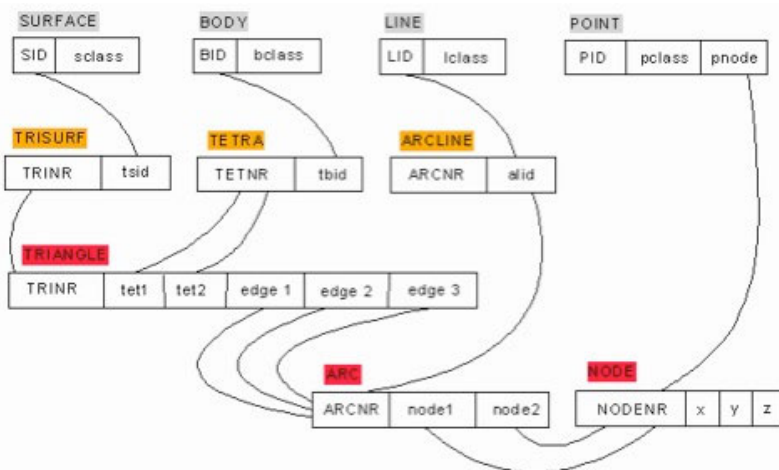 SURFACE BODY LINE POINT
SID sclass BID bclass LID lclass PID pclass pnode
TRISURF TETRA ARCLINE
TRINR tsid TETNR tbid ARCNR alid
TRIANGLE
TRINR tet1 tet2 edge 1 edge 2 edge 3
ARC NODE
ARCNR node1 node2 NODENR x y z